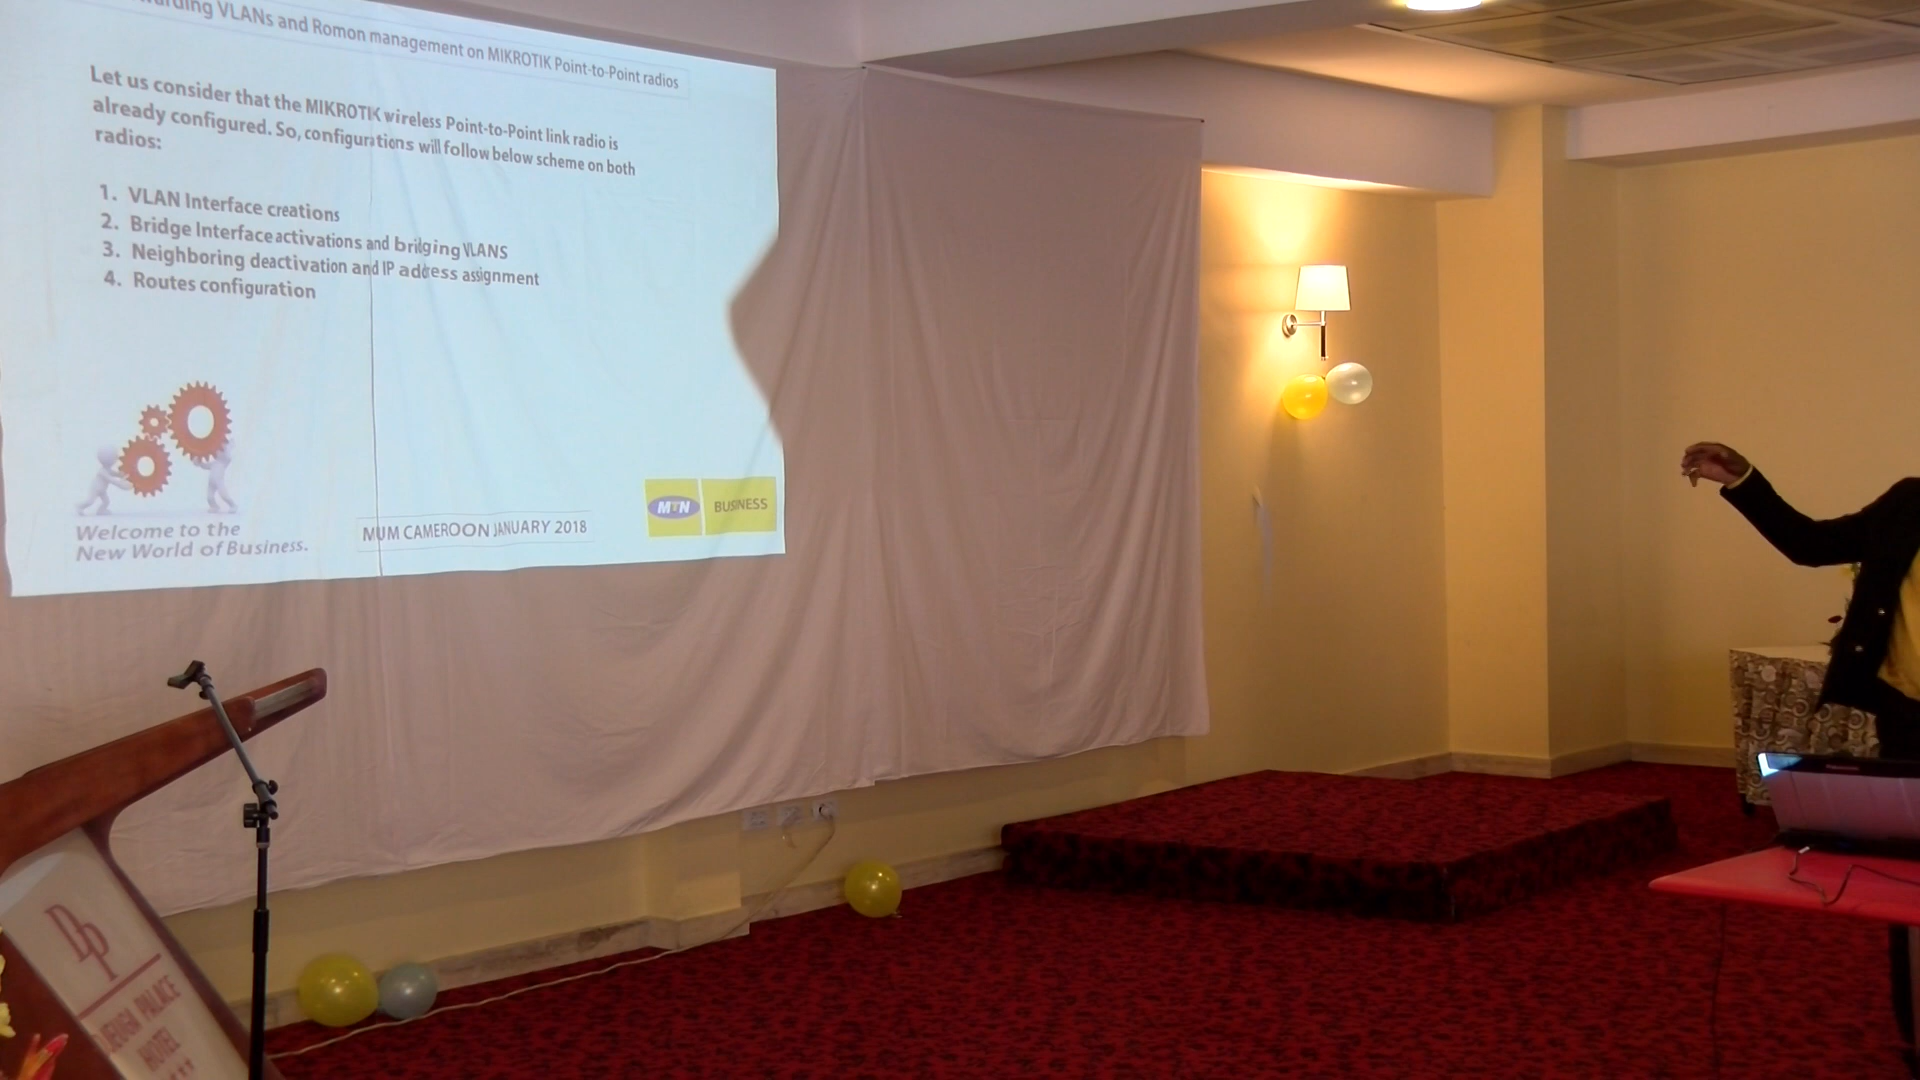 VLANs and Romon management on MIKROTIK Point-to-Point radios
Let us consider that the MIKROTIK wireless Point-to-Point link radio is
already configured. So, configurations will follow below scheme on both
radios:
1. VLAN Interface creations
2. Bridge Interface activations and bridging VLANS
3. Neighboring deactivation and IP address assignment
4. Routes configuration
Welcome to the
New World of Business.
MUM CAMEROON JANUARY 2018
MTN BUSINESS
DP
PALACE
HOTEL